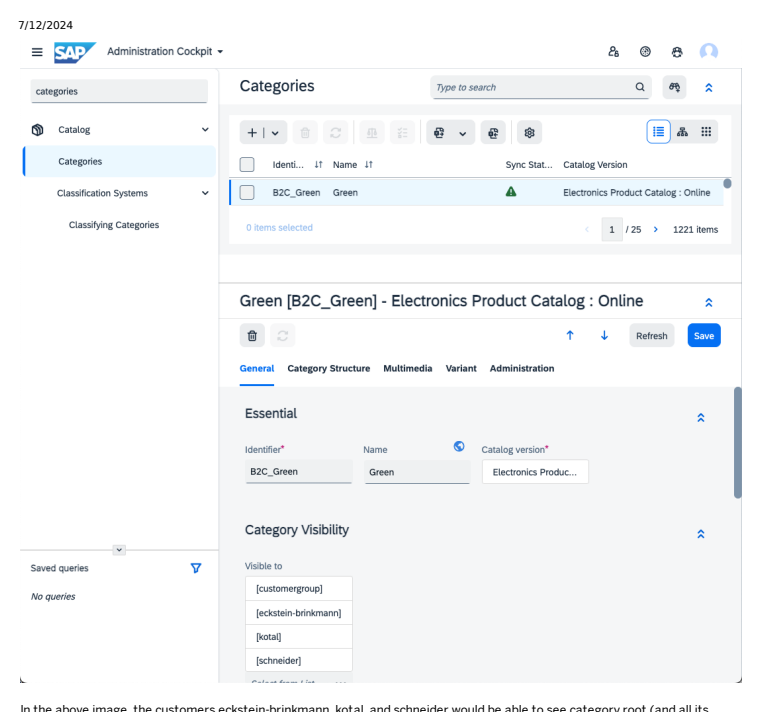 7/12/2024
SAP Administration Cockpit
categories
Catalog
Categories
Classification Systems
Classifying Categories
Saved queries
No queries
Categories
Type to search
Identi... Name Sync Stat... Catalog Version
B2C_Green Green Electronics Product Catalog : Online
0 items selected
1 / 25 1221 items
Green [B2C_Green] - Electronics Product Catalog : Online
Refresh Save
General Category Structure Multimedia Variant Administration
Essential
Identifier* Name Catalog version*
B2C_Green Green Electronics Produc...
Category Visibility
Visible to
[customergroup]
[eckstein-brinkmann]
[kotal]
[schneider]
Select from List ...
In the above image, the customers eckstein-brinkmann, kotal, and schneider would be able to see category root (and all its